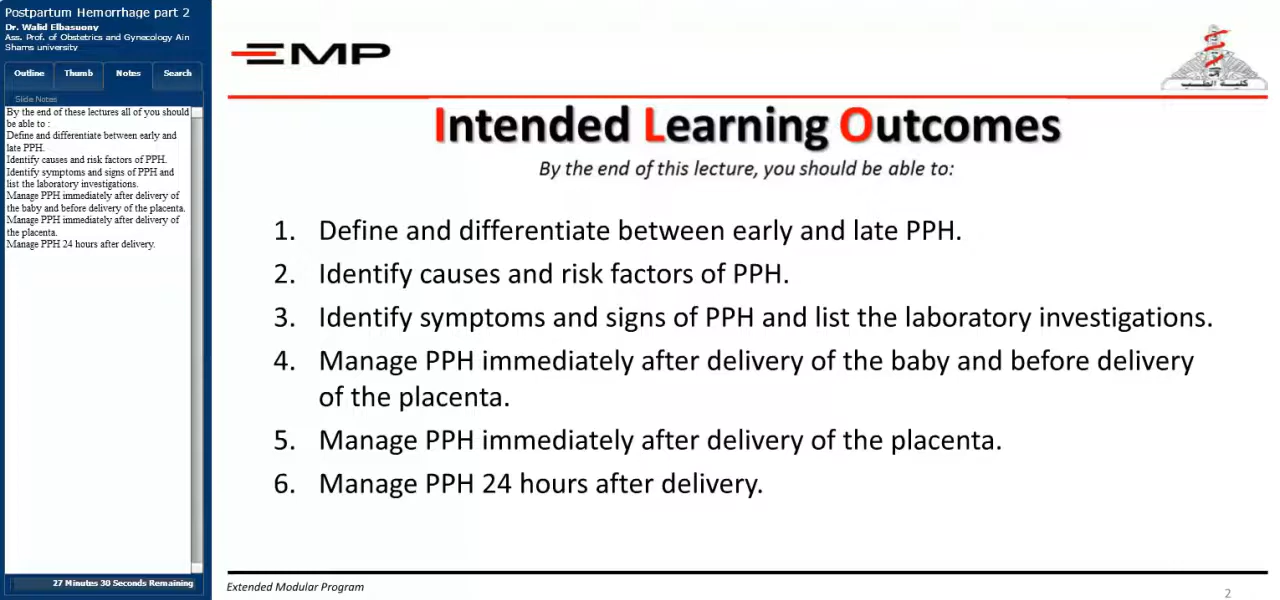 Postpartum Hemorrhage part 2
Dr. Walid Elbasuony
Ass. Prof. of Obstetrics and Gynecology Ain
Shams university
Outline Thumb Notes Search
Slide Notes
By the end of these lectures all of you should
be able to :
Define and differentiate between early and
late PPH.
Identify causes and risk factors of PPH.
Identify symptoms and signs of PPH and
list the laboratory investigations.
Manage PPH immediately after delivery of
the baby and before delivery of the placenta.
Manage PPH immediately after delivery of
the placenta.
Manage PPH 24 hours after delivery.
27 Minutes 30 Seconds Remaining
EMP
كلية الطب
Intended Learning Outcomes
By the end of this lecture, you should be able to:
1. Define and differentiate between early and late PPH.
2. Identify causes and risk factors of PPH.
3. Identify symptoms and signs of PPH and list the laboratory investigations.
4. Manage PPH immediately after delivery of the baby and before delivery
of the placenta.
5. Manage PPH immediately after delivery of the placenta.
6. Manage PPH 24 hours after delivery.
Extended Modular Program
2